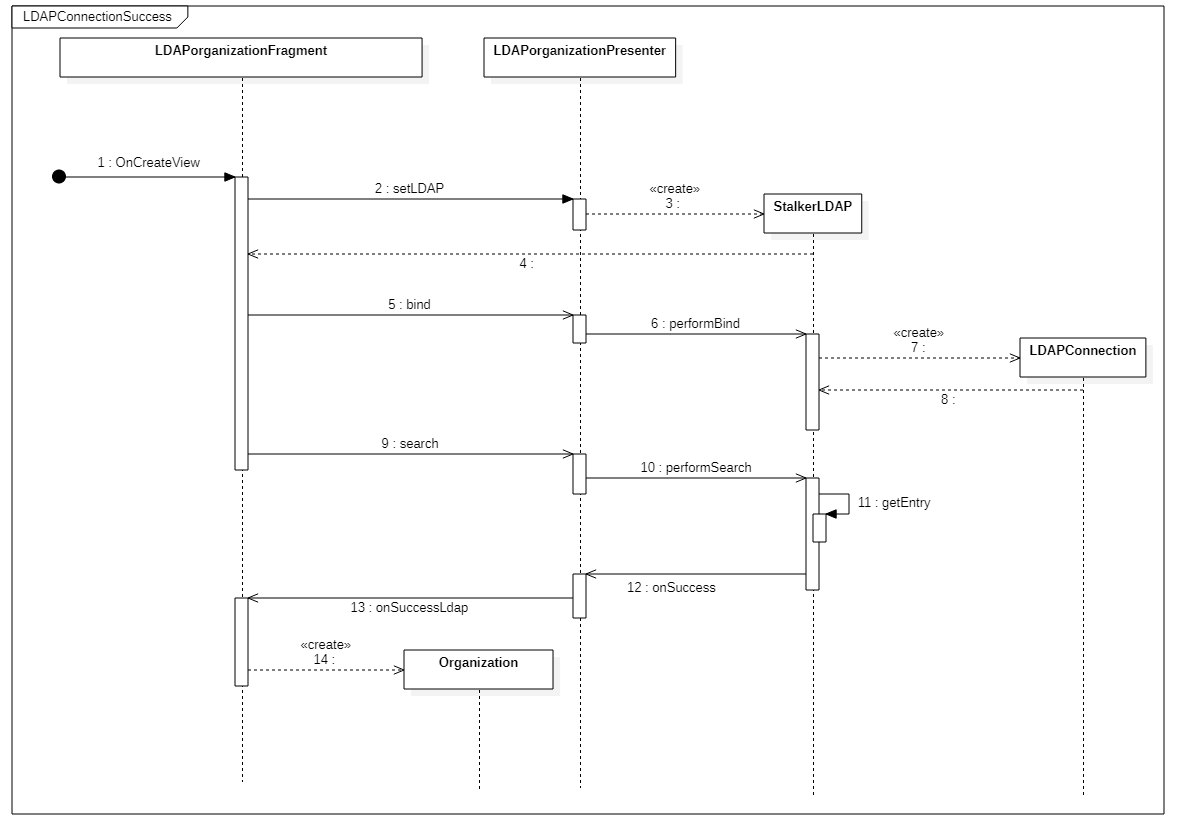 LDAPConnectionSuccess
LDAPorganizationFragment
LDAPorganizationPresenter
1 : OnCreateView
2 : setLDAP
«create»
3 :
StalkerLDAP
4 :
5 : bind
6 : performBind
«create»
7 :
LDAPConnection
8 :
9 : search
10 : performSearch
11 : getEntry
12 : onSuccess
13 : onSuccessLdap
«create»
14 :
Organization